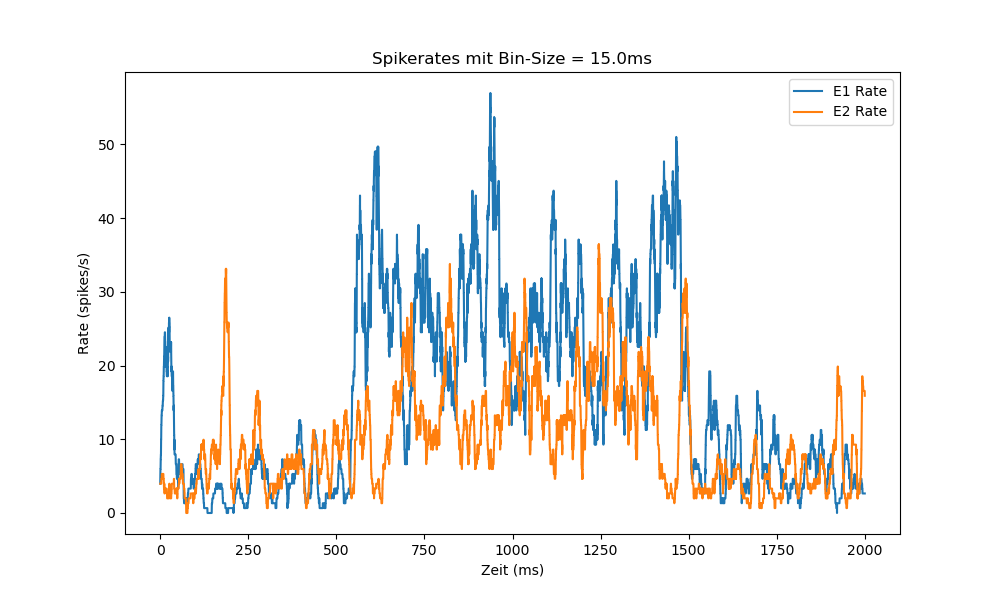 Spikerates mit Bin-Size = 15.0ms
E1 Rate
E2 Rate
Rate (spikes/s)
50
40
30
20
10
0
0 250 500 750 1000 1250 1500 1750 2000
Zeit (ms)